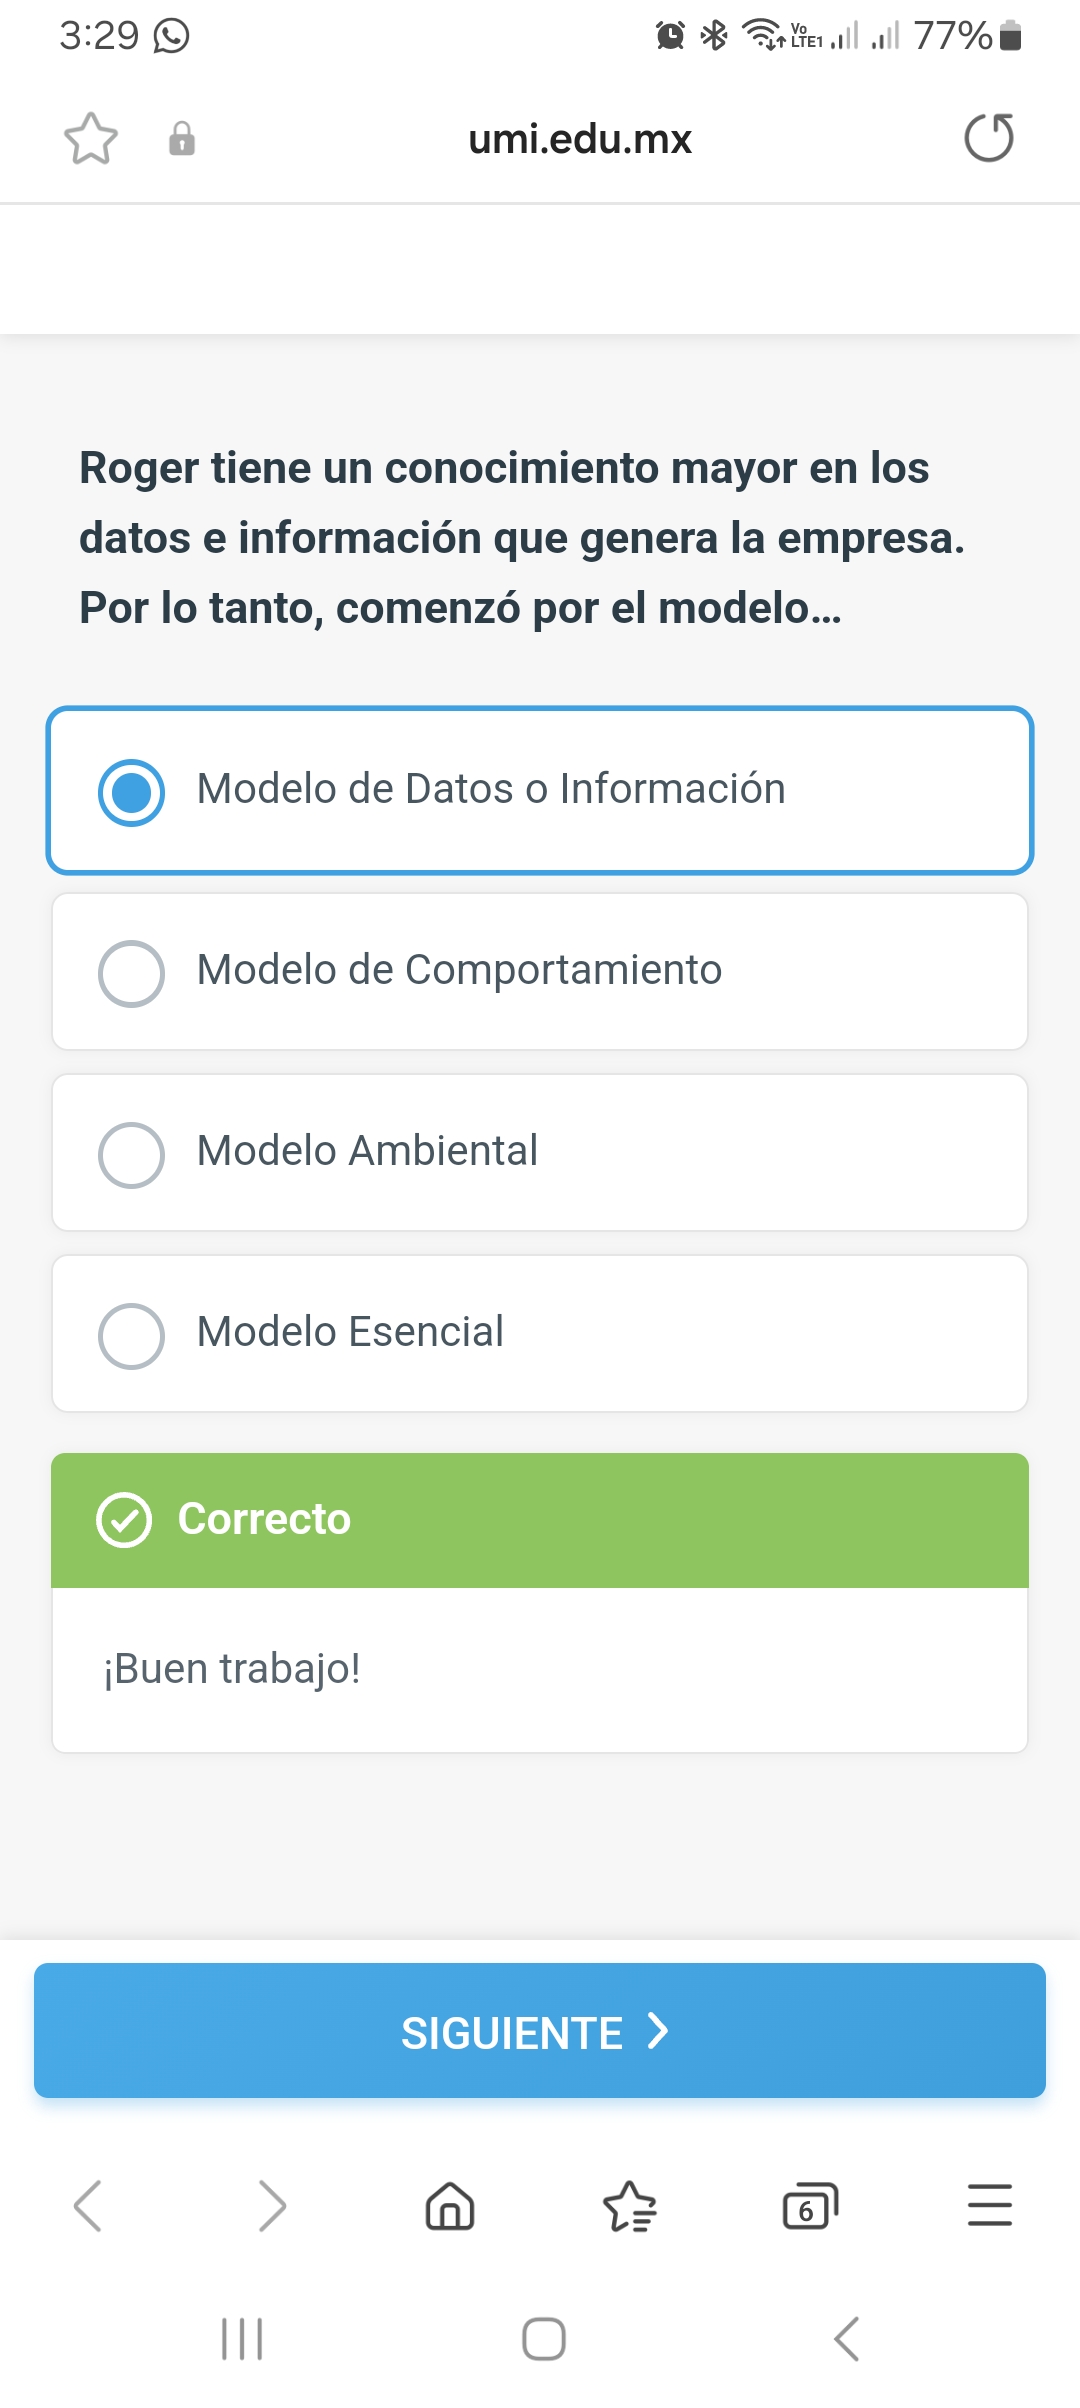 3:29
Vo LTE1 77%
umi.edu.mx
Roger tiene un conocimiento mayor en los
datos e información que genera la empresa.
Por lo tanto, comenzó por el modelo...
Modelo de Datos o Información
Modelo de Comportamiento
Modelo Ambiental
Modelo Esencial
Correcto
¡Buen trabajo!
SIGUIENTE
6